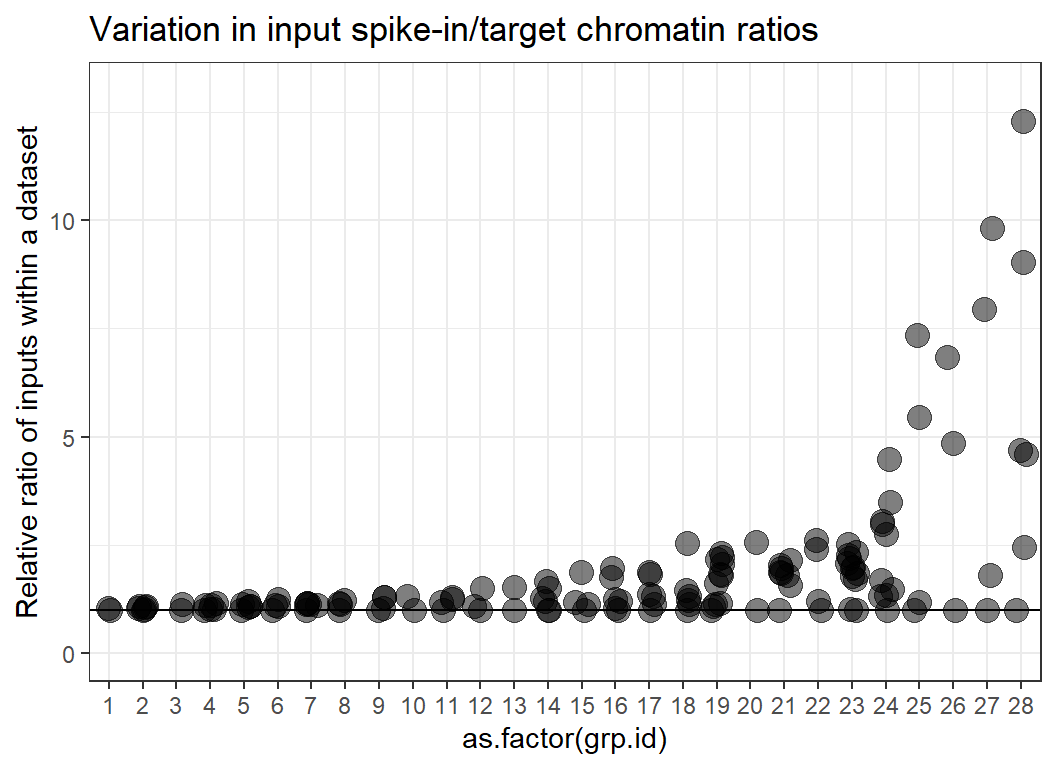 Variation in input spike-in/target chromatin ratios
Relative ratio of inputs within a dataset
10
5
0
1 2 3 4 5 6 7 8 9 10 11 12 13 14 15 16 17 18 19 20 21 22 23 24 25 26 27 28
as.factor(grp.id)